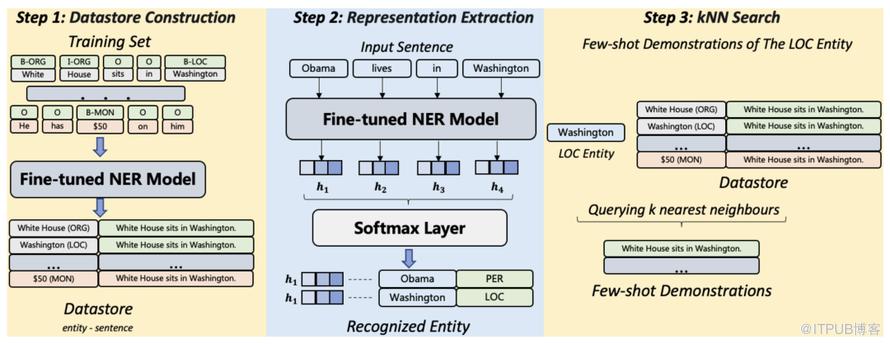 Step 1: Datastore Construction
Training Set
B-ORG I-ORG O O B-LOC
White House sits in Washington
. . .
O O B-MON O O
He has $50 on him
Fine-tuned NER Model
White House (ORG) White House sits in Washington.
Washington (LOC) White House sits in Washington.
... ...
$50 (MON) White House sits in Washington.
Datastore
entity - sentence
Step 2: Representation Extraction
Input Sentence
Obama lives in Washington
Fine-tuned NER Model
h1 h2 h3 h4
Softmax Layer
h1 Obama PER
h1 Washington LOC
Recognized Entity
Step 3: kNN Search
Few-shot Demonstrations of The LOC Entity
Washington
LOC Entity
White House (ORG) White House sits in Washington.
Washington (LOC) White House sits in Washington.
... ...
$50 (MON) White House sits in Washington.
Datastore
Querying k nearest neighbours
White House sits in Washington.
...
Few-shot Demonstrations
@ITPUB博客